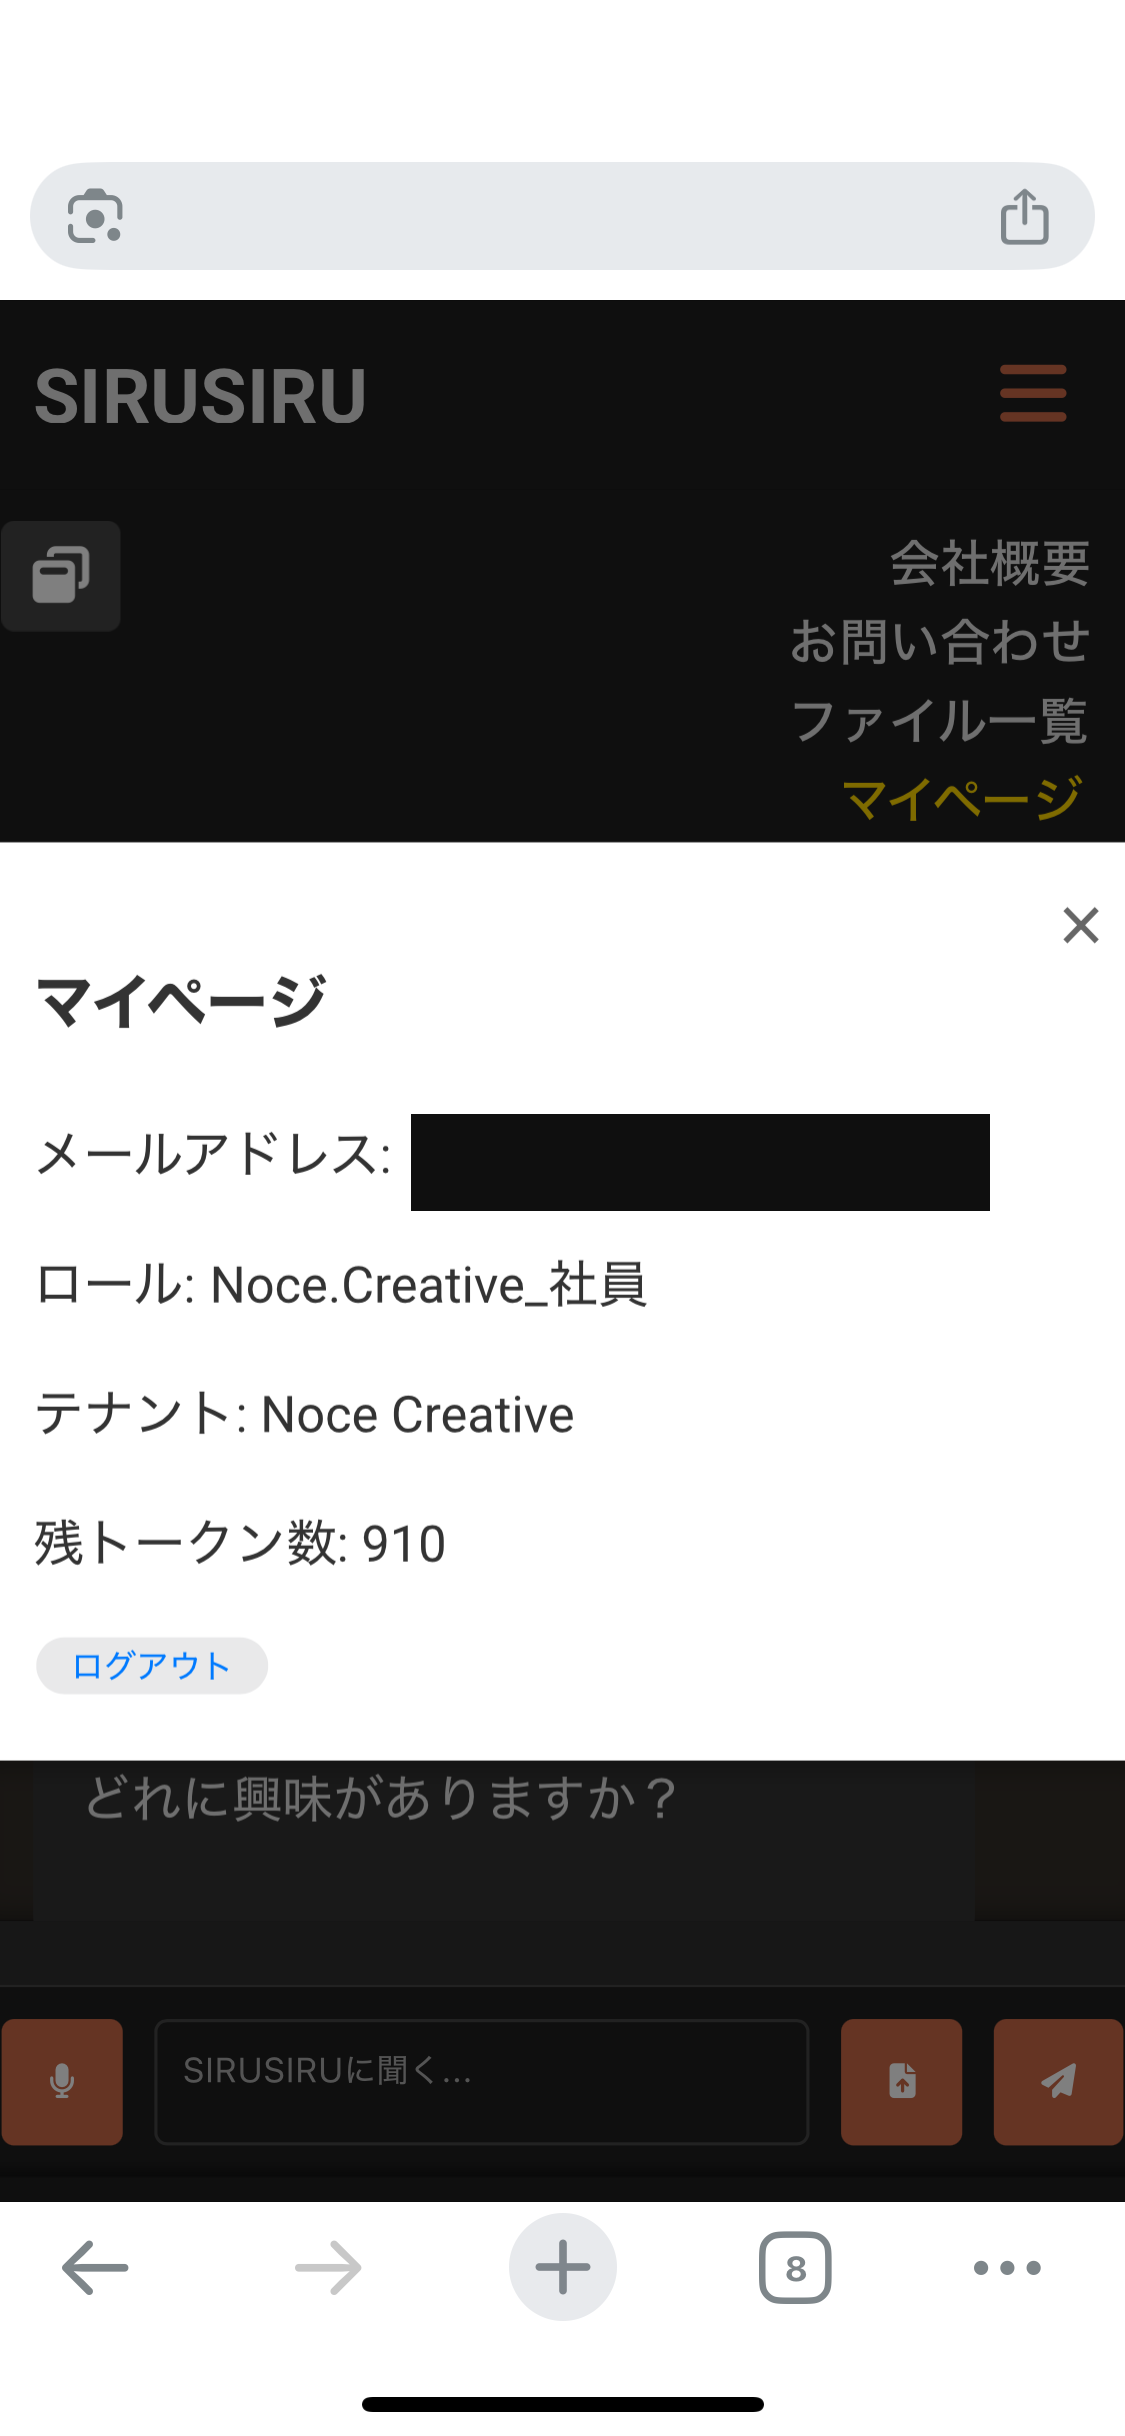 SIRUSIRU
会社概要
お問い合わせ
ファイル一覧
マイページ
マイページ
メールアドレス:
ロール: Noce.Creative_社員
テナント: Noce Creative
残トークン数: 910
ログアウト
どれに興味がありますか？
SIRUSIRUに聞く...
8